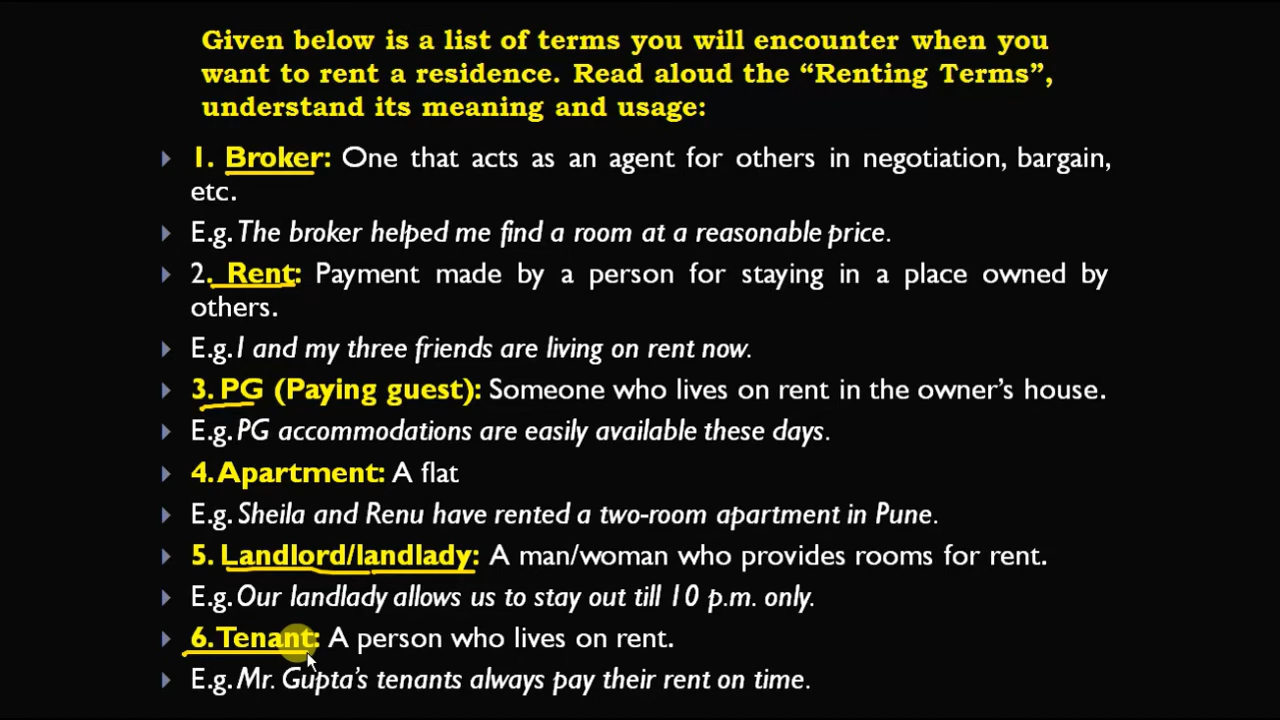 Given below is a list of terms you will encounter when you
want to rent a residence. Read aloud the “Renting Terms”,
understand its meaning and usage:
1. Broker: One that acts as an agent for others in negotiation, bargain,
etc.
E.g. The broker helped me find a room at a reasonable price.
2. Rent: Payment made by a person for staying in a place owned by
others.
E.g. I and my three friends are living on rent now.
3. PG (Paying guest): Someone who lives on rent in the owner’s house.
E.g. PG accommodations are easily available these days.
4. Apartment: A flat
E.g. Sheila and Renu have rented a two-room apartment in Pune.
5. Landlord/landlady: A man/woman who provides rooms for rent.
E.g. Our landlady allows us to stay out till 10 p.m. only.
6. Tenant: A person who lives on rent.
E.g. Mr. Gupta’s tenants always pay their rent on time.